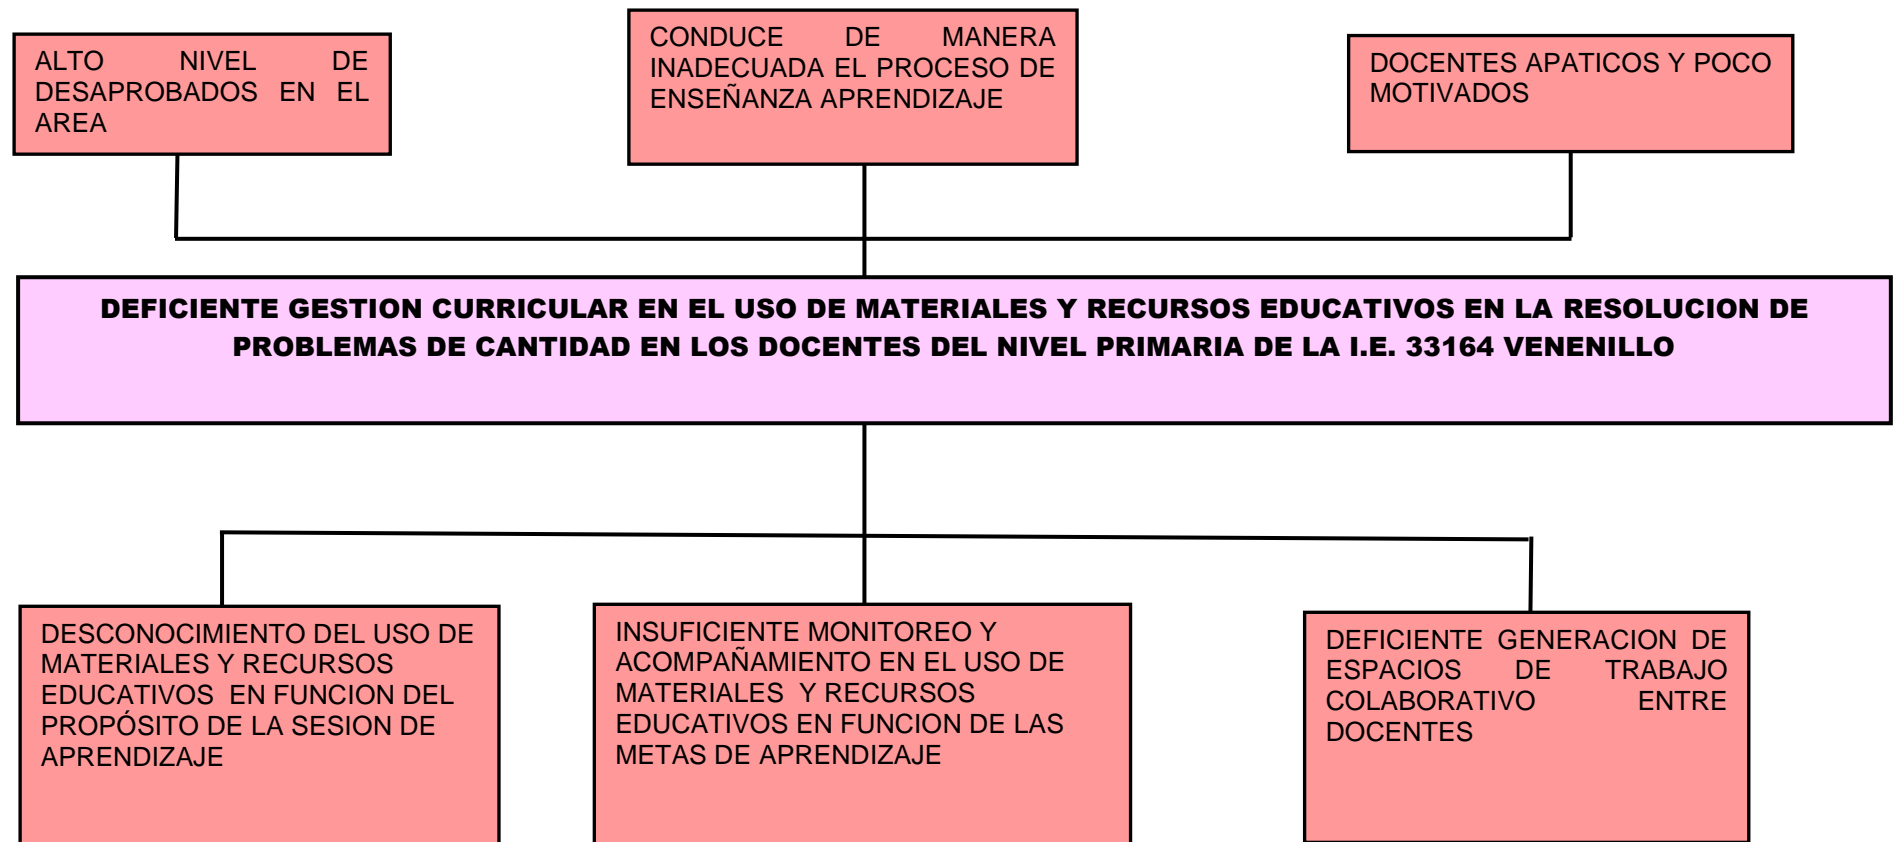 ALTO NIVEL DE
DESAPROBADOS EN EL
AREA
CONDUCE DE MANERA
INADECUADA EL PROCESO DE
ENSEÑANZA APRENDIZAJE
DOCENTES APATICOS Y POCO
MOTIVADOS
DEFICIENTE GESTION CURRICULAR EN EL USO DE MATERIALES Y RECURSOS EDUCATIVOS EN LA RESOLUCION DE
PROBLEMAS DE CANTIDAD EN LOS DOCENTES DEL NIVEL PRIMARIA DE LA I.E. 33164 VENENILLO
DESCONOCIMIENTO DEL USO DE
MATERIALES Y RECURSOS
EDUCATIVOS EN FUNCION DEL
PROPÓSITO DE LA SESION DE
APRENDIZAJE
INSUFICIENTE MONITOREO Y
ACOMPAÑAMIENTO EN EL USO DE
MATERIALES Y RECURSOS
EDUCATIVOS EN FUNCION DE LAS
METAS DE APRENDIZAJE
DEFICIENTE GENERACION DE
ESPACIOS DE TRABAJO
COLABORATIVO ENTRE
DOCENTES